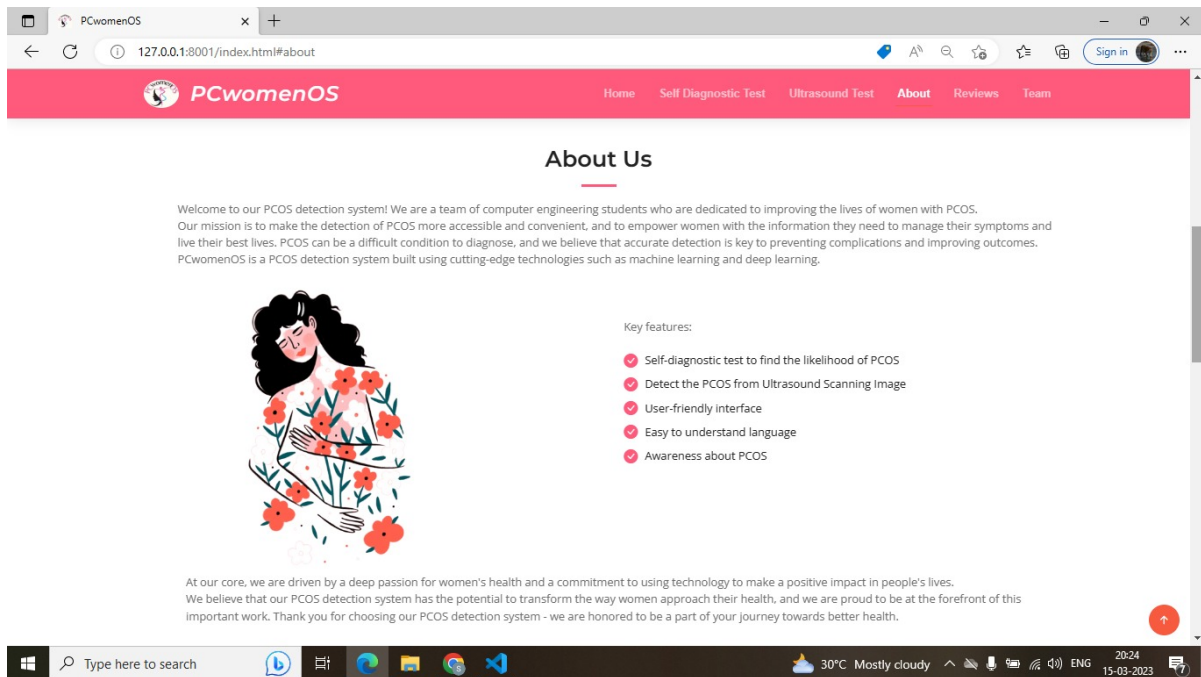 PCwomenOS
127.0.0.1:8001/index.html#about
Sign in
PCwomenOS
Home Self Diagnostic Test Ultrasound Test About Reviews Team
About Us
Welcome to our PCOS detection system! We are a team of computer engineering students who are dedicated to improving the lives of women with PCOS.
Our mission is to make the detection of PCOS more accessible and convenient, and to empower women with the information they need to manage their symptoms and
live their best lives. PCOS can be a difficult condition to diagnose, and we believe that accurate detection is key to preventing complications and improving outcomes.
PCwomenOS is a PCOS detection system built using cutting-edge technologies such as machine learning and deep learning.
Key features:
Self-diagnostic test to find the likelihood of PCOS
Detect the PCOS from Ultrasound Scanning Image
User-friendly interface
Easy to understand language
Awareness about PCOS
At our core, we are driven by a deep passion for women's health and a commitment to using technology to make a positive impact in people's lives.
We believe that our PCOS detection system has the potential to transform the way women approach their health, and we are proud to be at the forefront of this
important work. Thank you for choosing our PCOS detection system - we are honored to be a part of your journey towards better health.
Type here to search
30°C Mostly cloudy
ENG
20:24
15-03-2023
7